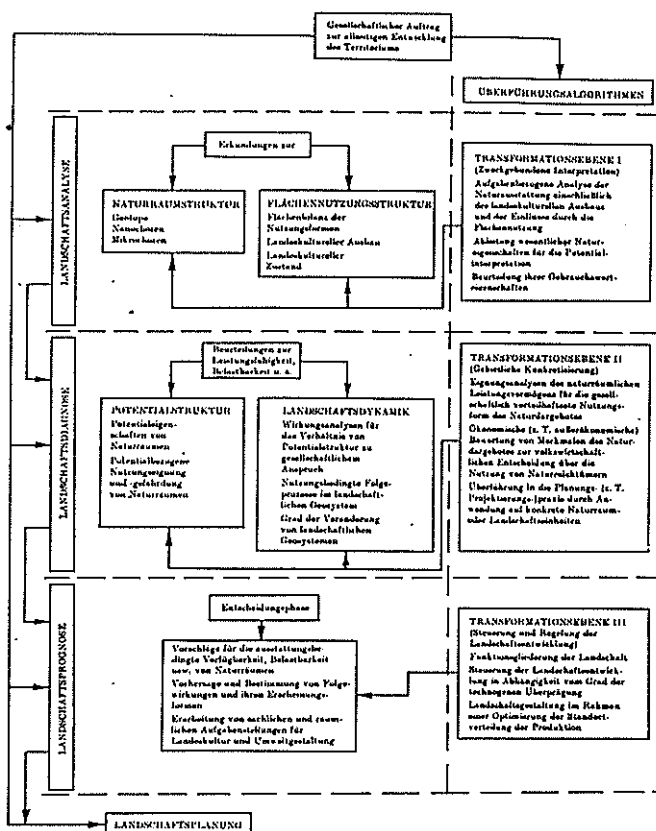 Gesellschaftlicher Auftrag
zur allseitigen Entwicklung
des Territoriums
ÜBERFÜHRUNGSALGORITHMEN
LANDSCHAFTSANALYSE
Erkundungen zur
NATURRAUMSTRUKTUR
Geotope
Nanochoren
Mikrochoren
FLÄCHENNUTZUNGSSTRUKTUR
Flächenbilanz der
Nutzungsformen
Landeskultureller Ausbau
Landeskultureller
Zustand
TRANSFORMATIONSEBENE I
(Zweckgebundene Interpretation)
Aufgabenbezogene Analyse der
Naturausstattung einschließlich
der landeskulturellen Ausbaus
und der Einflüsse durch die
Flächennutzung
Ableitung wesentlicher Natur-
eigenschaften für die Potential-
interpretation
Beurteilung ihrer Gebrauchswert-
eigenschaften
LANDSCHAFTSDIAGNOSE
Beurteilungen zur
Leistungsfähigkeit,
Belastbarkeit u. a.
POTENTIALSTRUKTUR
Potentialeigen-
schaften von
Naturräumen
Potentialbezogene
Nutzungseignung
und -gefährdung
von Naturräumen
LANDSCHAFTSDYNAMIK
Wirkungsanalysen für
das Verhältnis von
Potentialstruktur zu
gesellschaftlichem
Anspruch
Nutzungsbedingte Folge-
prozesse im landschaft-
lichen Geosystem
Grad der Veränderung
von landschaftlichen
Geosystemen
TRANSFORMATIONSEBENE II
(Gebietliche Konkretisierung)
Eignungsanalysen des naturräumlichen
Leistungsvermögens für die gesell-
schaftlich vorteilhafteste Nutzungs-
form des Naturdargebotes
Ökonomische (z. T. außerökonomische)
Bewertung von Merkmalen des Natur-
dargebotes zur volkswirtschaft-
lichen Entscheidung über die
Nutzung von Naturreichtümern
Überführung in die Planungs- (z. T.
Projektierungs-)praxis durch An-
wendung auf konkrete Naturraum-
oder Landschaftseinheiten
LANDSCHAFTSPROGNOSE
Entscheidungsphase
Vorschläge für die ausstattungsbe-
dingte Verfügbarkeit, Belastbarkeit
usw. von Naturräumen
Vorhersage und Bestimmung von Folge-
wirkungen und ihren Erscheinungs-
formen
Erarbeitung von sachlichen und räum-
lichen Aufgabenstellungen für
Landeskultur und Umweltgestaltung
TRANSFORMATIONSEBENE III
(Steuerung und Regelung der
Landschaftsentwicklung)
Funktionsgliederung der Landschaft
Steuerung der Landschaftsentwick-
lung in Abhängigkeit vom Grad der
technogenen Überprägung
Landschaftsgestaltung im Rahmen
einer Optimierung der Standort-
verteilung der Produktion
LANDSCHAFTSPLANUNG